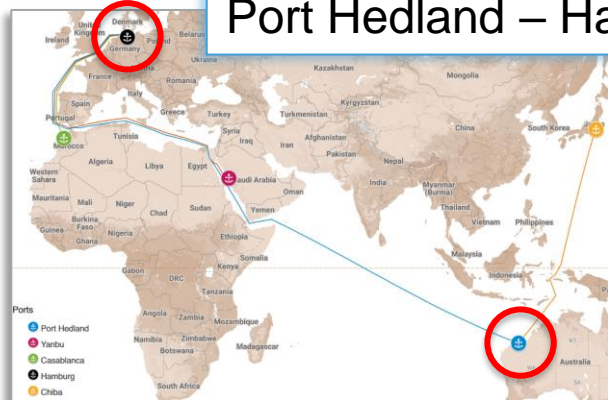 Port Hedland – Ha
Denmark
United
Kingdom
Ireland
Poland
Belarus
Germany
Ukraine
France
Romania
Kazakhstan
Mongolia
Italy
Spain
Portugal
Greece
Turkey
Turkmenistan
Kyrgyzstan
China
South Korea
Tunisia
Syria
Iraq
Iran
Afghanistan
Pakistan
Morocco
Algeria
Libya
Egypt
Saudi Arabia
Nepal
Western
Sahara
Oman
India
Myanmar
(Burma)
Mauritania
Mali
Niger
Chad
Sudan
Yemen
Thailand
Vietnam
Philippines
Burkina
Faso
Guinea
Ghana
Nigeria
Ethiopia
Somalia
Malaysia
Gabon
DRC
Kenya
Indonesia
Tanzania
Angola
Zambia
Mozambique
Namibia
Zimbabwe
Botswana
Madagascar
South Africa
NT
Australia
WA
SA
Ports
Port Hedland
Yanbu
Casablanca
Hamburg
Chiba